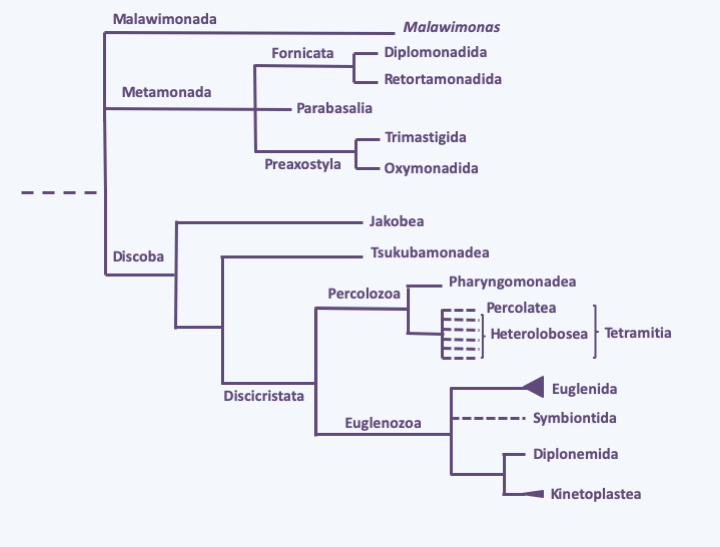 Malawimonada
Malawimonas
Fornicata
Diplomonadida
Metamonada
Retortamonadida
Parabasalia
Trimastigida
Preaxostyla
Oxymonadida
Jakobea
Discoba
Tsukubamonadea
Pharyngomonadea
Percolozoa
Percolatea
Heterolobosea
Tetramitia
Discicristata
Euglenida
Euglenozoa
Symbiontida
Diplonemida
Kinetoplastea